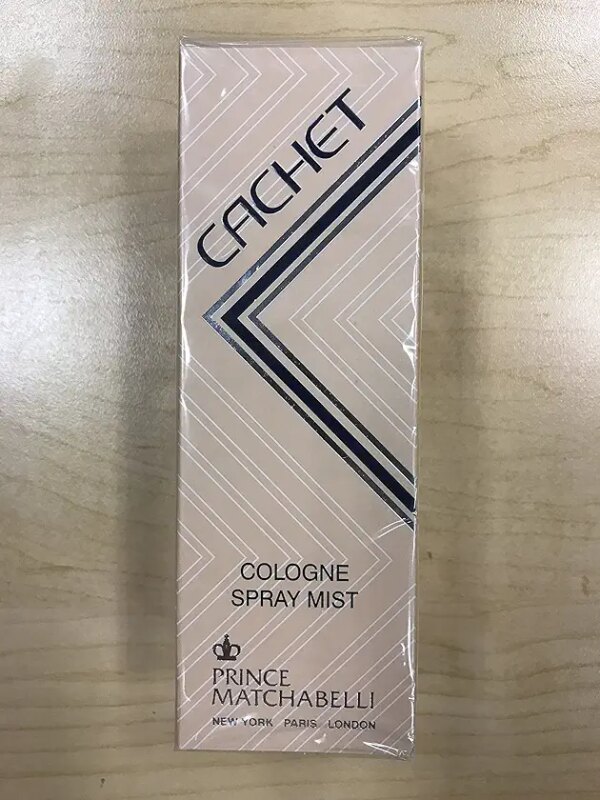 CACHET
COLOGNE
SPRAY MIST
PRINCE
MATCHABELLI
NEW YORK PARIS LONDON